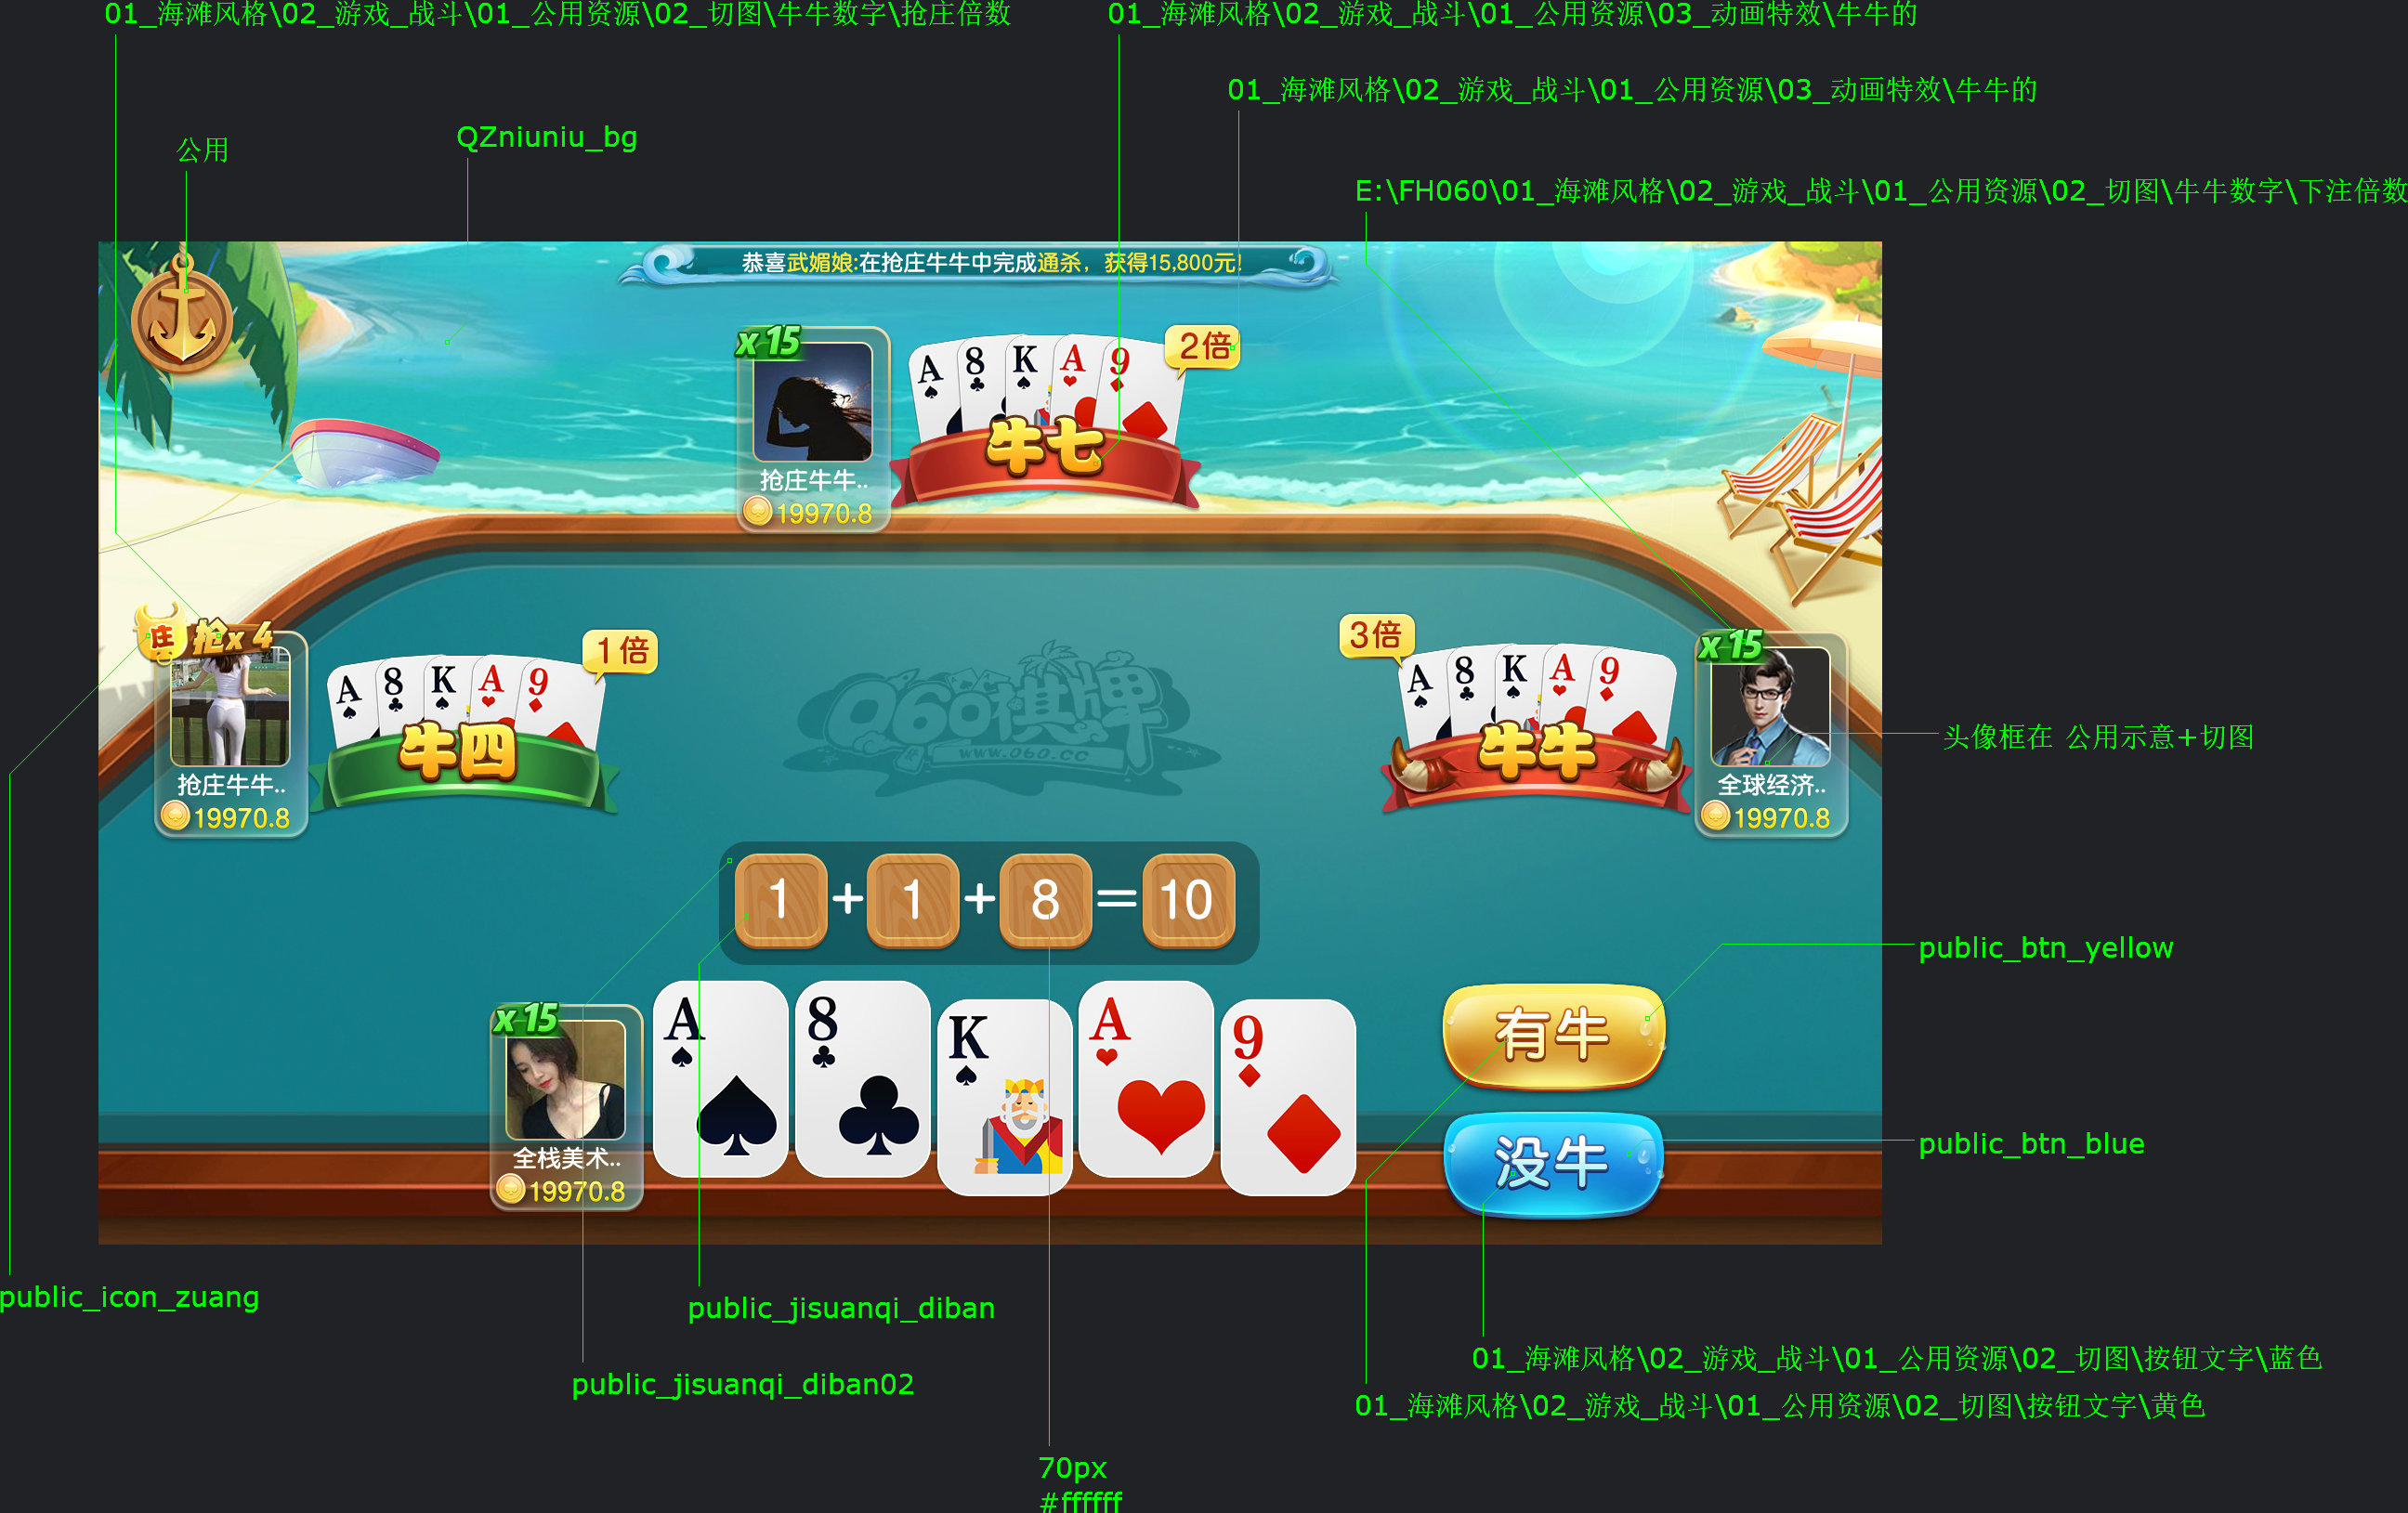 01_海滩风格\02_游戏_战斗\01_公用资源\02_切图\牛牛数字\抢庄倍数
01_海滩风格\02_游戏_战斗\01_公用资源\03_动画特效\牛牛的
01_海滩风格\02_游戏_战斗\01_公用资源\03_动画特效\牛牛的
公用
QZniuniu_bg
E:\FH060\01_海滩风格\02_游戏_战斗\01_公用资源\02_切图\牛牛数字\下注倍数
恭喜武媚娘:在抢庄牛牛中完成通杀，获得15,800元!
x 15
A 8 K A 9
2倍
牛七
抢庄牛牛..
19970.8
庄
抢x 4
A 8 K A 9
1倍
牛四
抢庄牛牛..
19970.8
060棋牌
www.060.cc
3倍
A 8 K A 9
牛牛
x 15
全球经济..
19970.8
头像框在 公用示意+切图
1+1+8=10
public_btn_yellow
x 15
A 8 K A 9
有牛
全栈美术..
19970.8
没牛
public_btn_blue
public_icon_zuang
public_jisuanqi_diban
public_jisuanqi_diban02
01_海滩风格\02_游戏_战斗\01_公用资源\02_切图\按钮文字\蓝色
01_海滩风格\02_游戏_战斗\01_公用资源\02_切图\按钮文字\黄色
70px
#ffffff